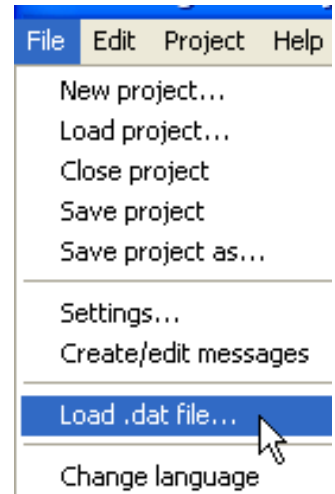 File Edit Project Help
New project...
Load project...
Close project
Save project
Save project as...
Settings...
Create/edit messages
Load .dat file...
Change language